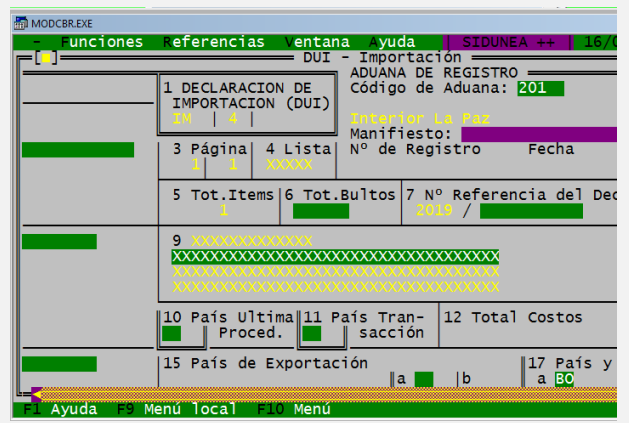 MODCBR.EXE
- Funciones Referencias Ventana Ayuda SIDUNEA ++ 16/0
DUI - Importación
ADUANA DE REGISTRO
1 DECLARACION DE
IMPORTACION (DUI)
IM | 4 |
Código de Aduana: 201
Interior La Paz
Manifiesto:
3 Página 4 Lista Nº de Registro Fecha
1 1 XXXXX
5 Tot.Items 6 Tot.Bultos 7 Nº Referencia del Dec
1 2019 /
9 XXXXXXXXXXXXX
XXXXXXXXXXXXXXXXXXXXXXXXXXXXXXXXXXX
XXXXXXXXXXXXXXXXXXXXXXXXXXXXXXXXXXX
XXXXXXXXXXXXXXXXXXXXXXXXXXXXXXXXXXX
10 País Ultima 11 País Tran- 12 Total Costos
Proced. sacción
15 País de Exportación 17 País y
a b a BO
F1 Ayuda F9 Menú local F10 Menú